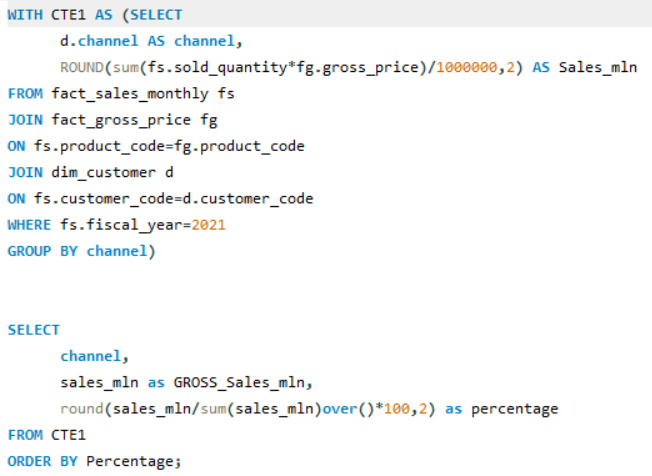 WITH CTE1 AS (SELECT
d.channel AS channel,
ROUND(sum(fs.sold_quantity*fg.gross_price)/1000000,2) AS Sales_mln
FROM fact_sales_monthly fs
JOIN fact_gross_price fg
ON fs.product_code=fg.product_code
JOIN dim_customer d
ON fs.customer_code=d.customer_code
WHERE fs.fiscal_year=2021
GROUP BY channel)
SELECT
channel,
sales_mln as GROSS_Sales_mln,
round(sales_mln/sum(sales_mln)over()*100,2) as percentage
FROM CTE1
ORDER BY Percentage;